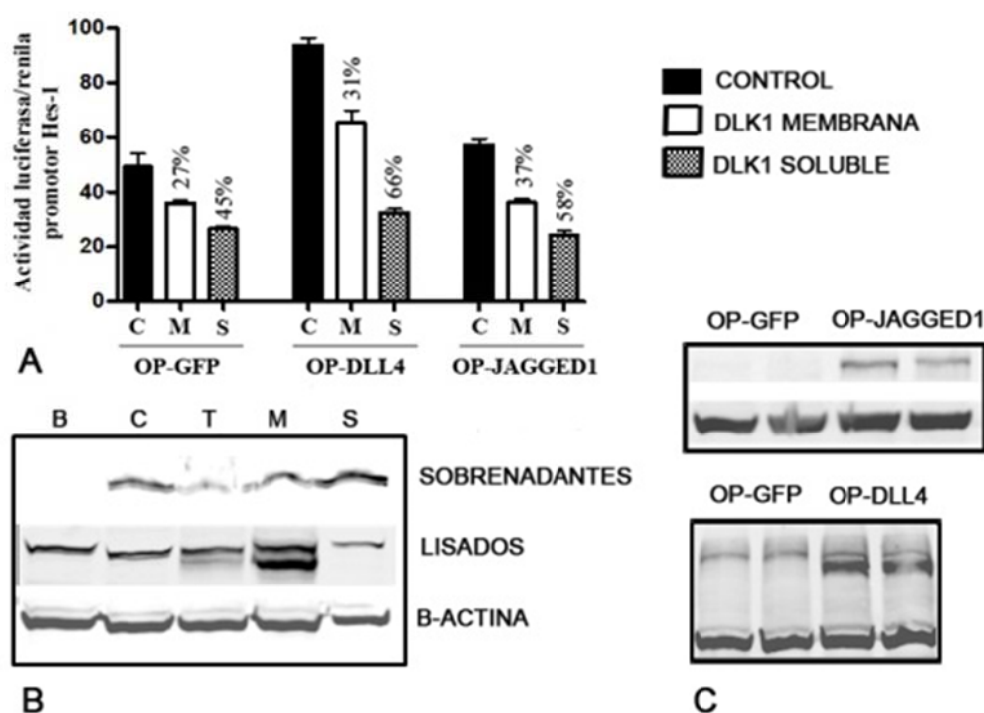 Actividad luciferasa/renila
promotor Hes-1
100
80
60
40
20
0
27%
45%
31%
66%
37%
58%
C M S C M S C M S
OP-GFP OP-DLL4 OP-JAGGED1
A
CONTROL
DLK1 MEMBRANA
DLK1 SOLUBLE
B C T M S
SOBRENADANTES
LISADOS
B-ACTINA
B
OP-GFP OP-JAGGED1
OP-GFP OP-DLL4
C